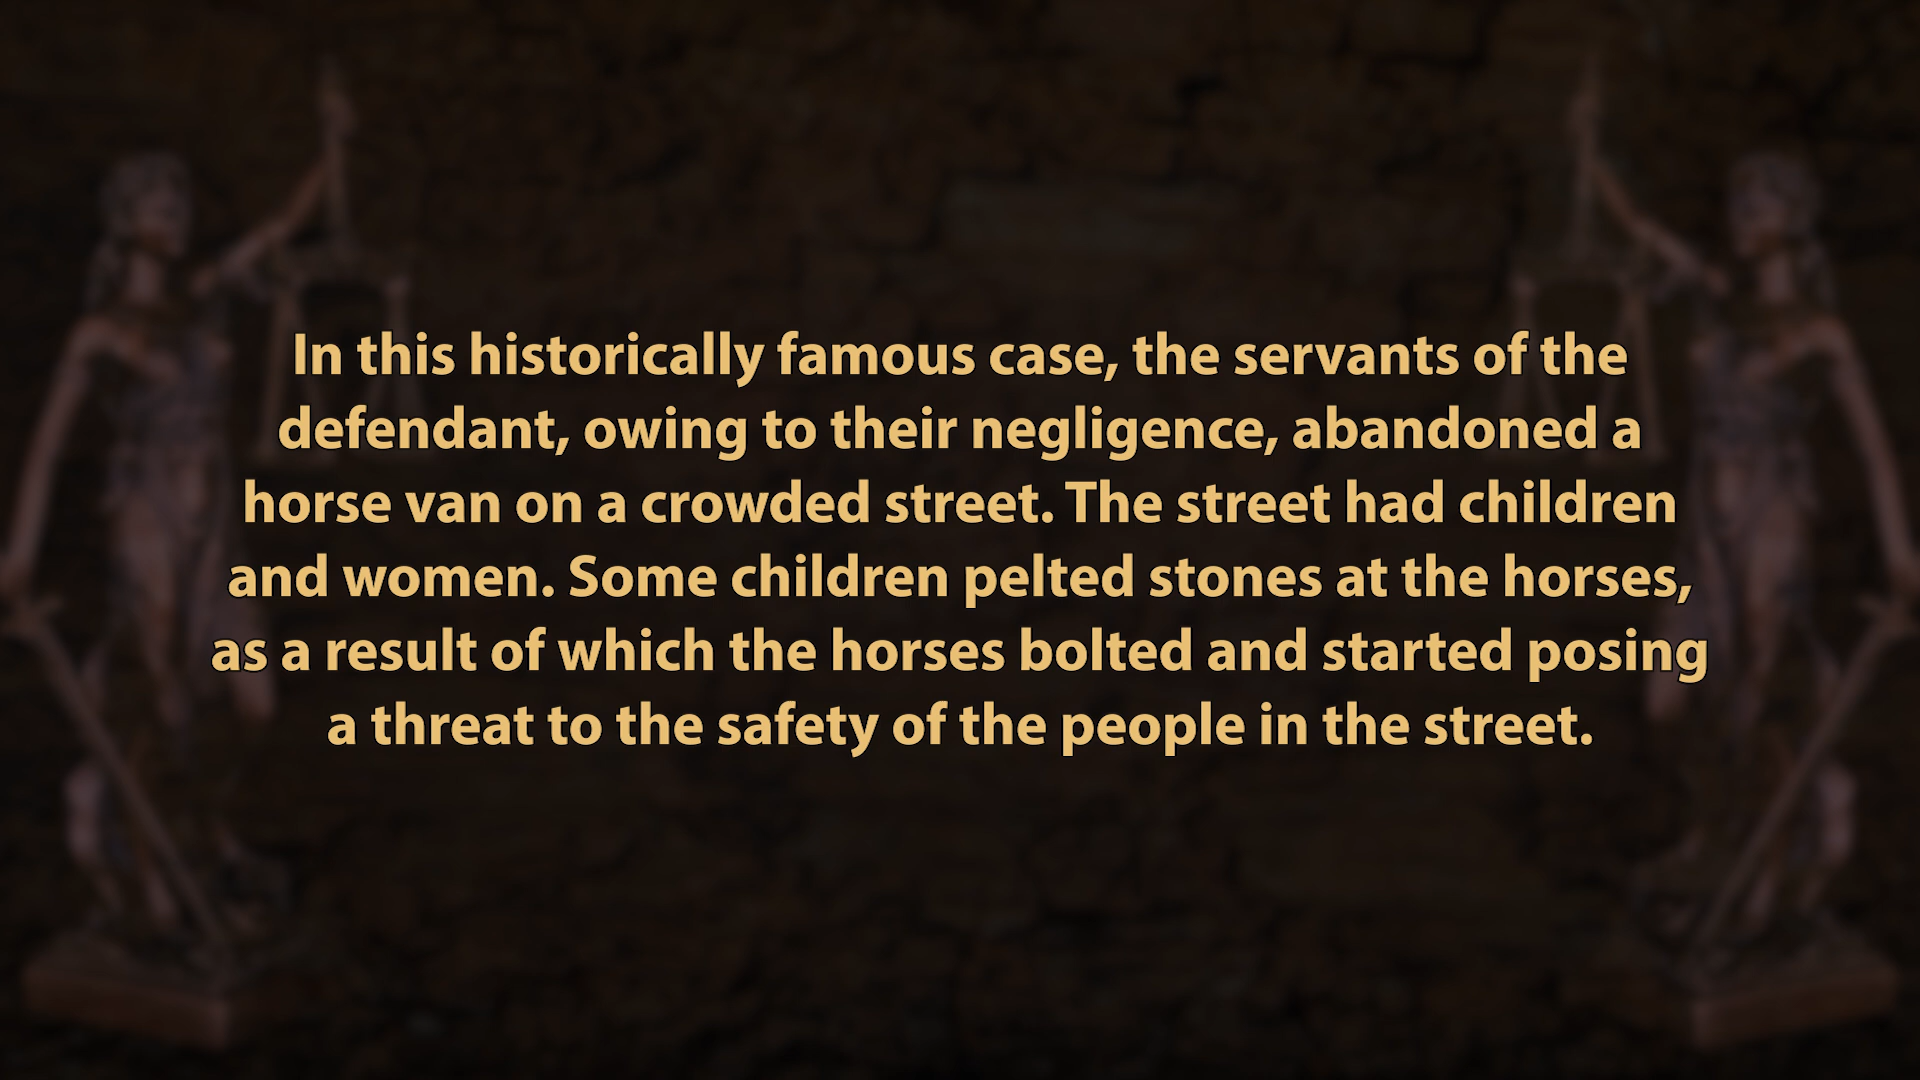 In this historically famous case, the servants of the
defendant, owing to their negligence, abandoned a
horse van on a crowded street. The street had children
and women. Some children pelted stones at the horses,
as a result of which the horses bolted and started posing
a threat to the safety of the people in the street.